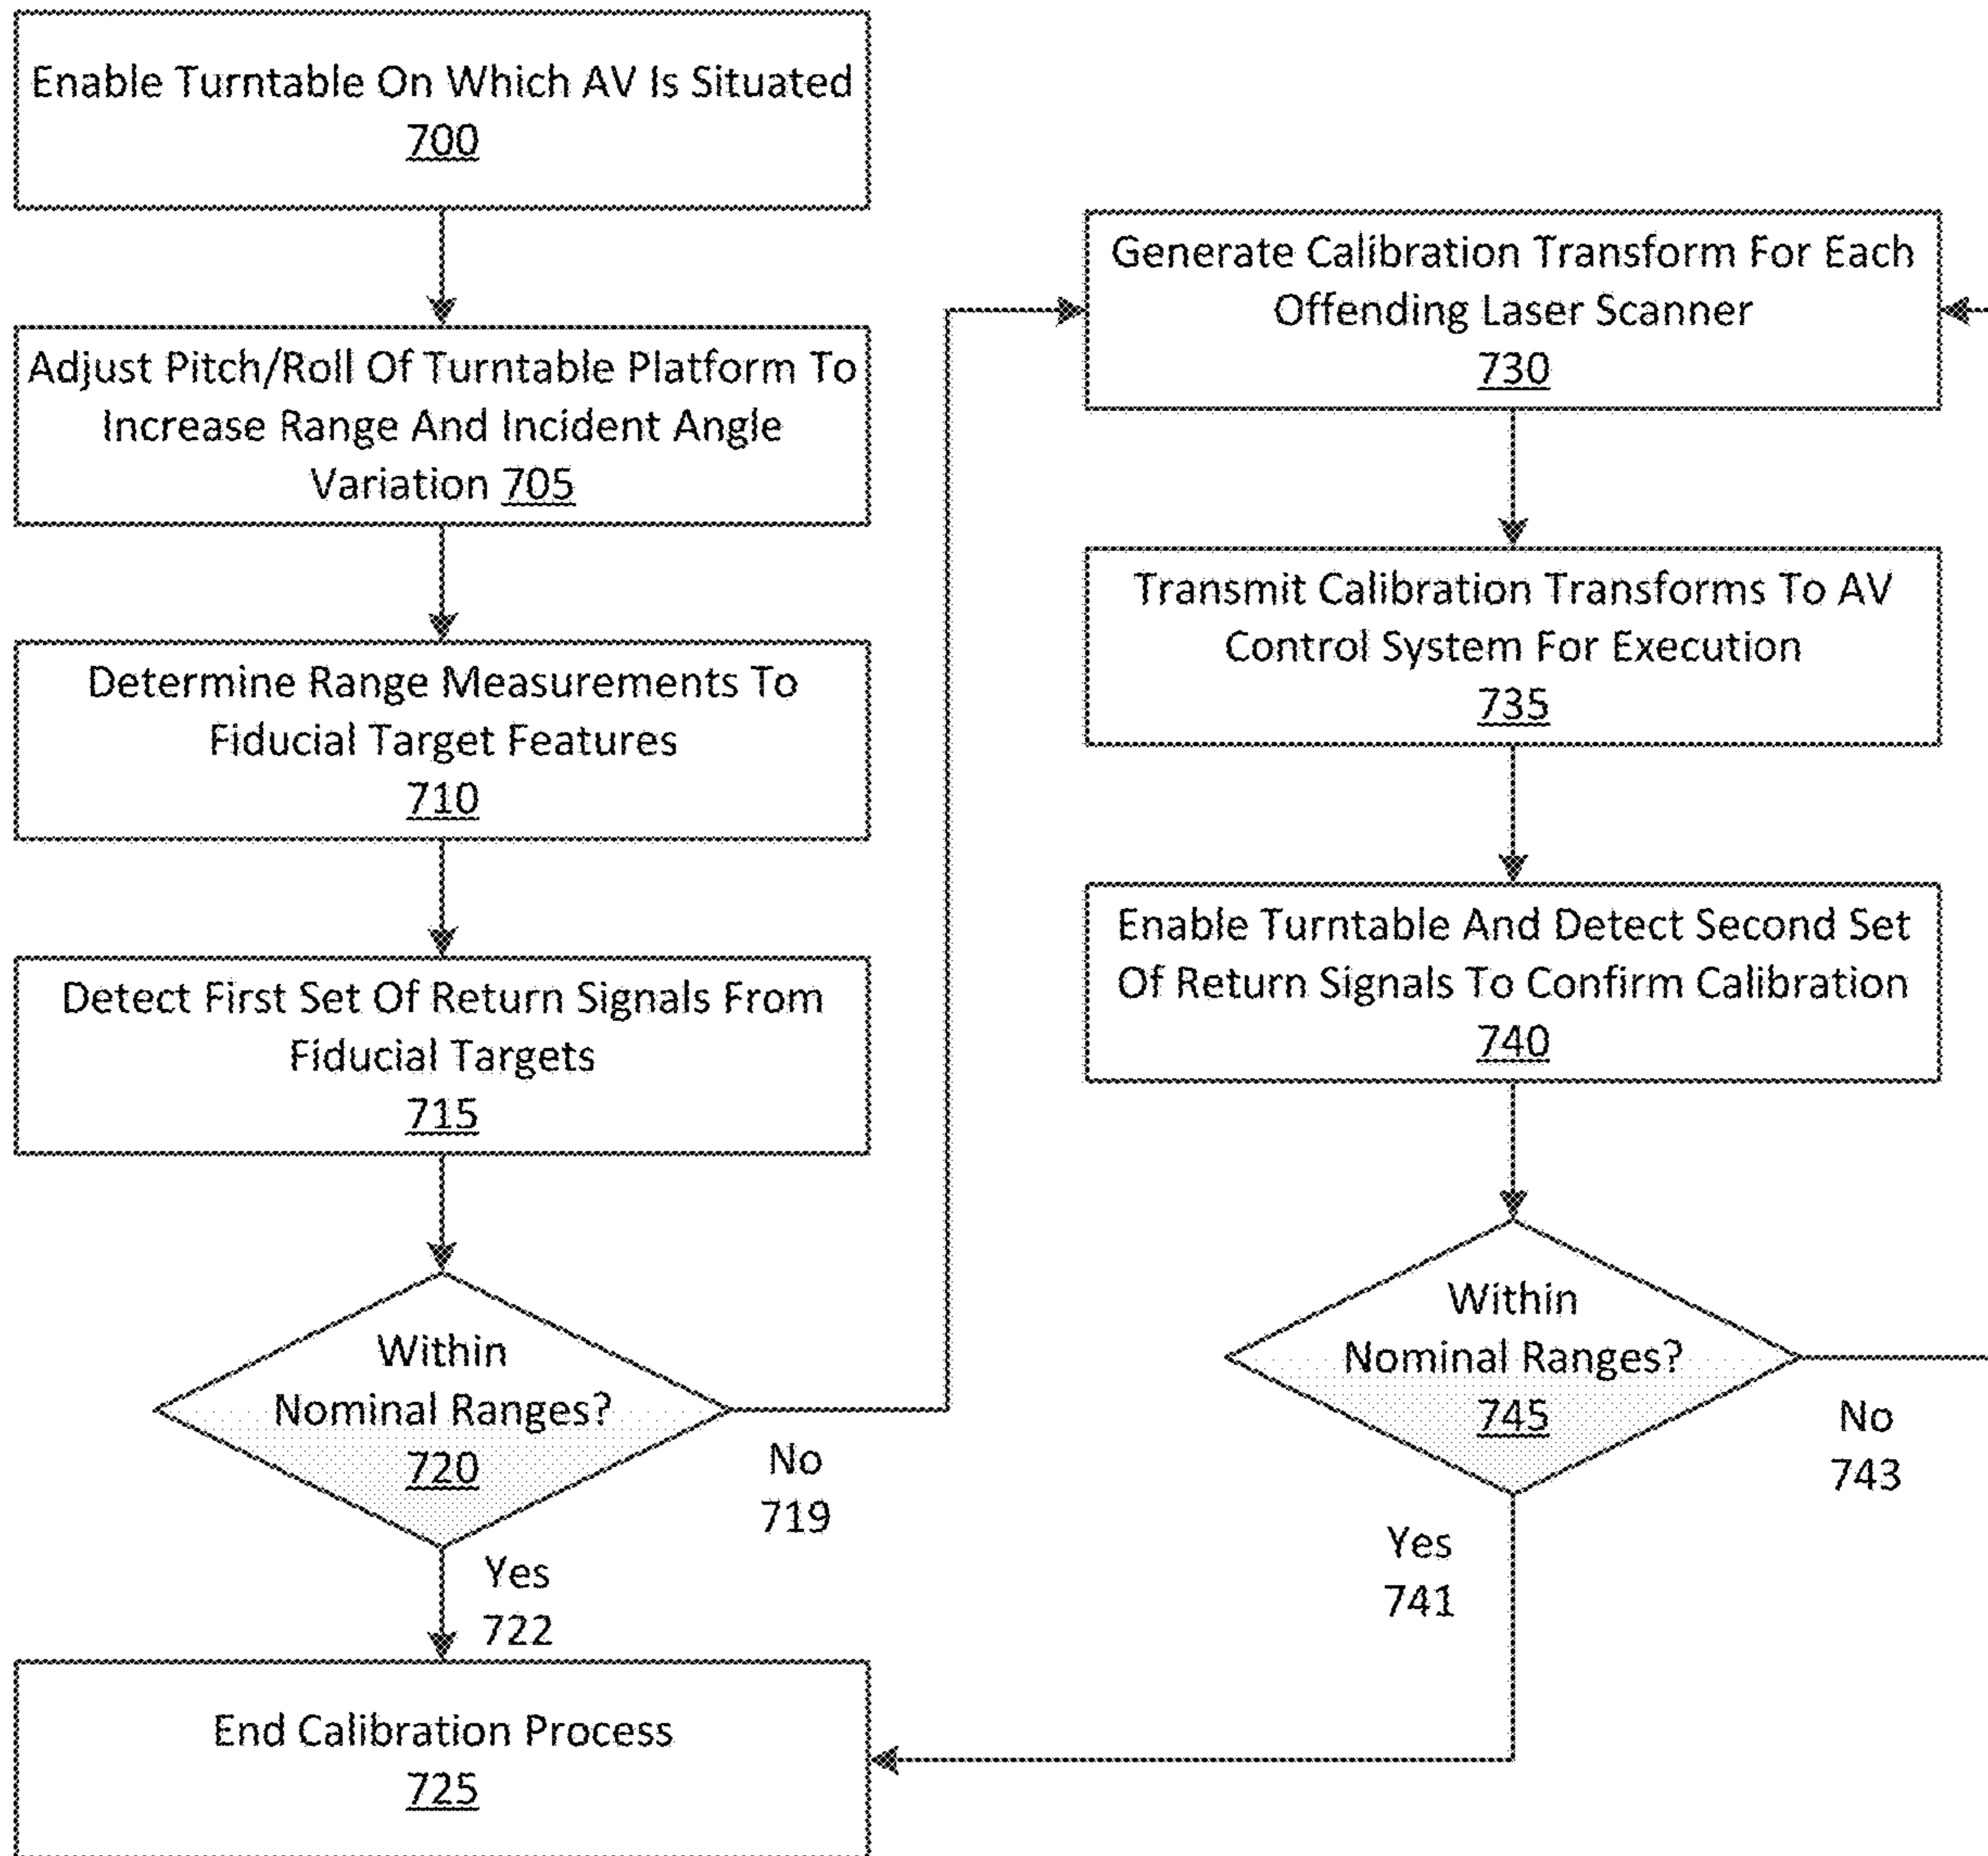 Enable Turntable On Which AV Is Situated
700
Adjust Pitch/Roll Of Turntable Platform To
Increase Range And Incident Angle
Variation 705
Determine Range Measurements To
Fiducial Target Features
710
Detect First Set Of Return Signals From
Fiducial Targets
715
Within
Nominal Ranges?
720
No
719
Yes
722
End Calibration Process
725
Generate Calibration Transform For Each
Offending Laser Scanner
730
Transmit Calibration Transforms To AV
Control System For Execution
735
Enable Turntable And Detect Second Set
Of Return Signals To Confirm Calibration
740
Within
Nominal Ranges?
745
No
743
Yes
741